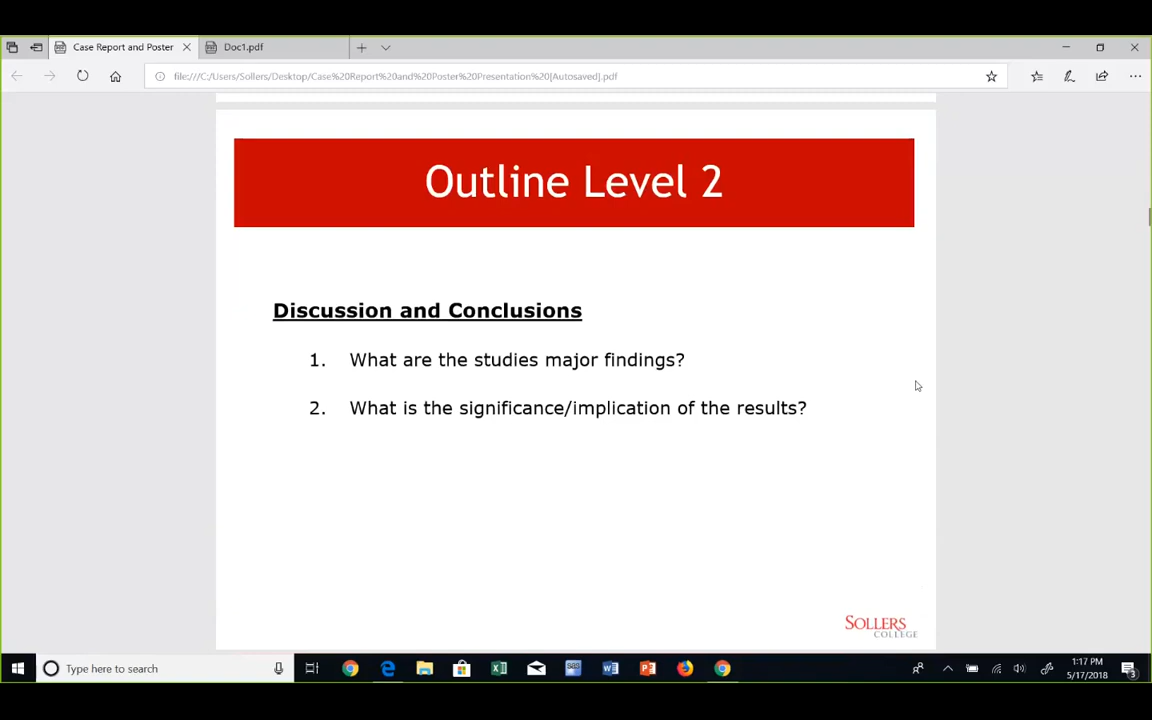 Case Report and Poster
Doc1.pdf
file:///C:/Users/Sollers/Desktop/Case%20Report%20and%20Poster%20Presentation%20[Autosaved].pdf
Outline Level 2
Discussion and Conclusions
1. What are the studies major findings?
2. What is the significance/implication of the results?
SOLLERS
COLLEGE
Type here to search
1:17 PM
5/17/2018
3